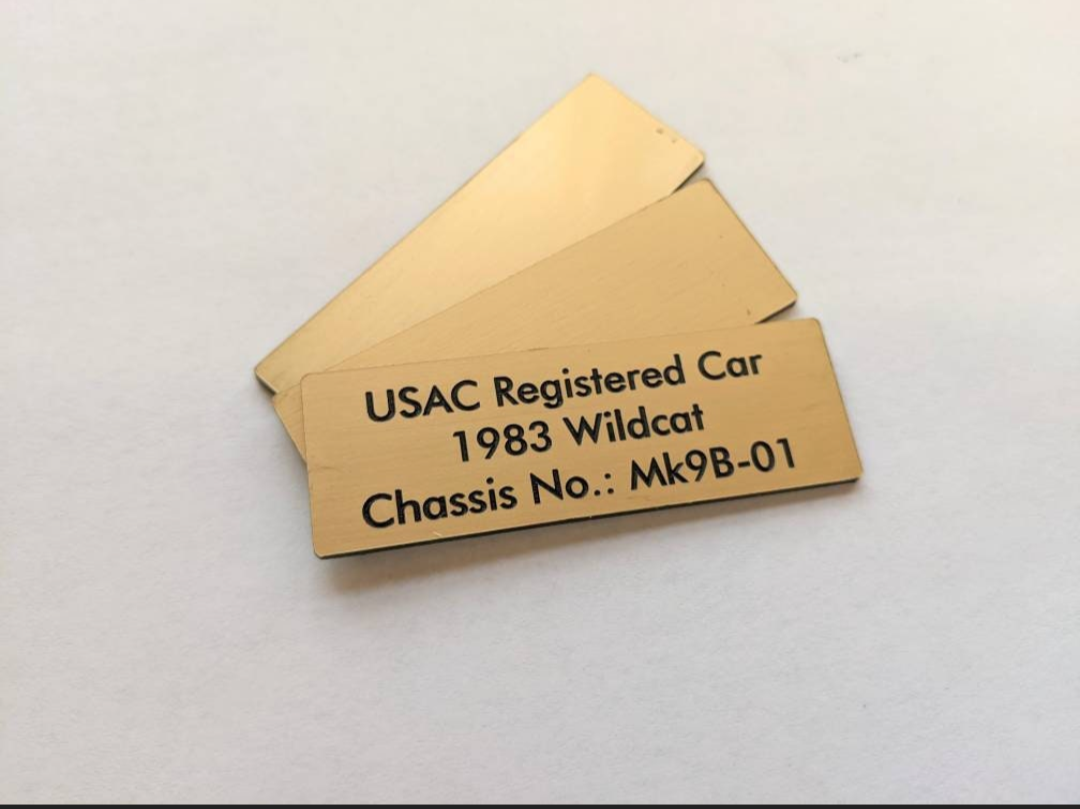 USAC Registered Car
1983 Wildcat
Chassis No.: Mk9B-01